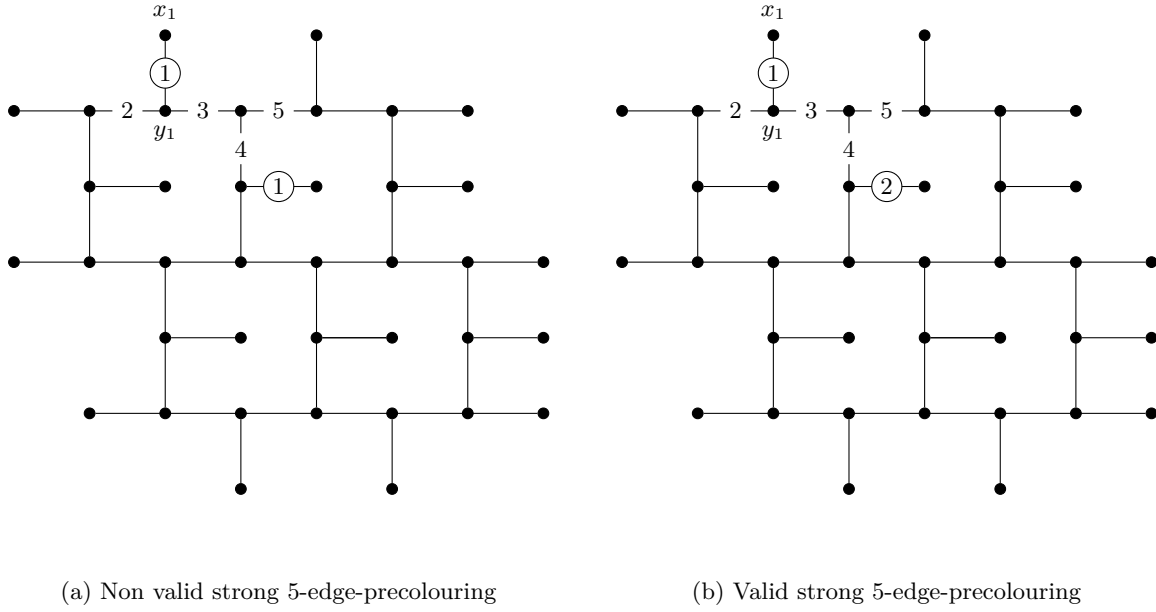 x₁ x₁
1 1
2 3 5 2 3 5
y₁ y₁
4 4
1 2
(a) Non valid strong 5-edge-precolouring (b) Valid strong 5-edge-precolouring